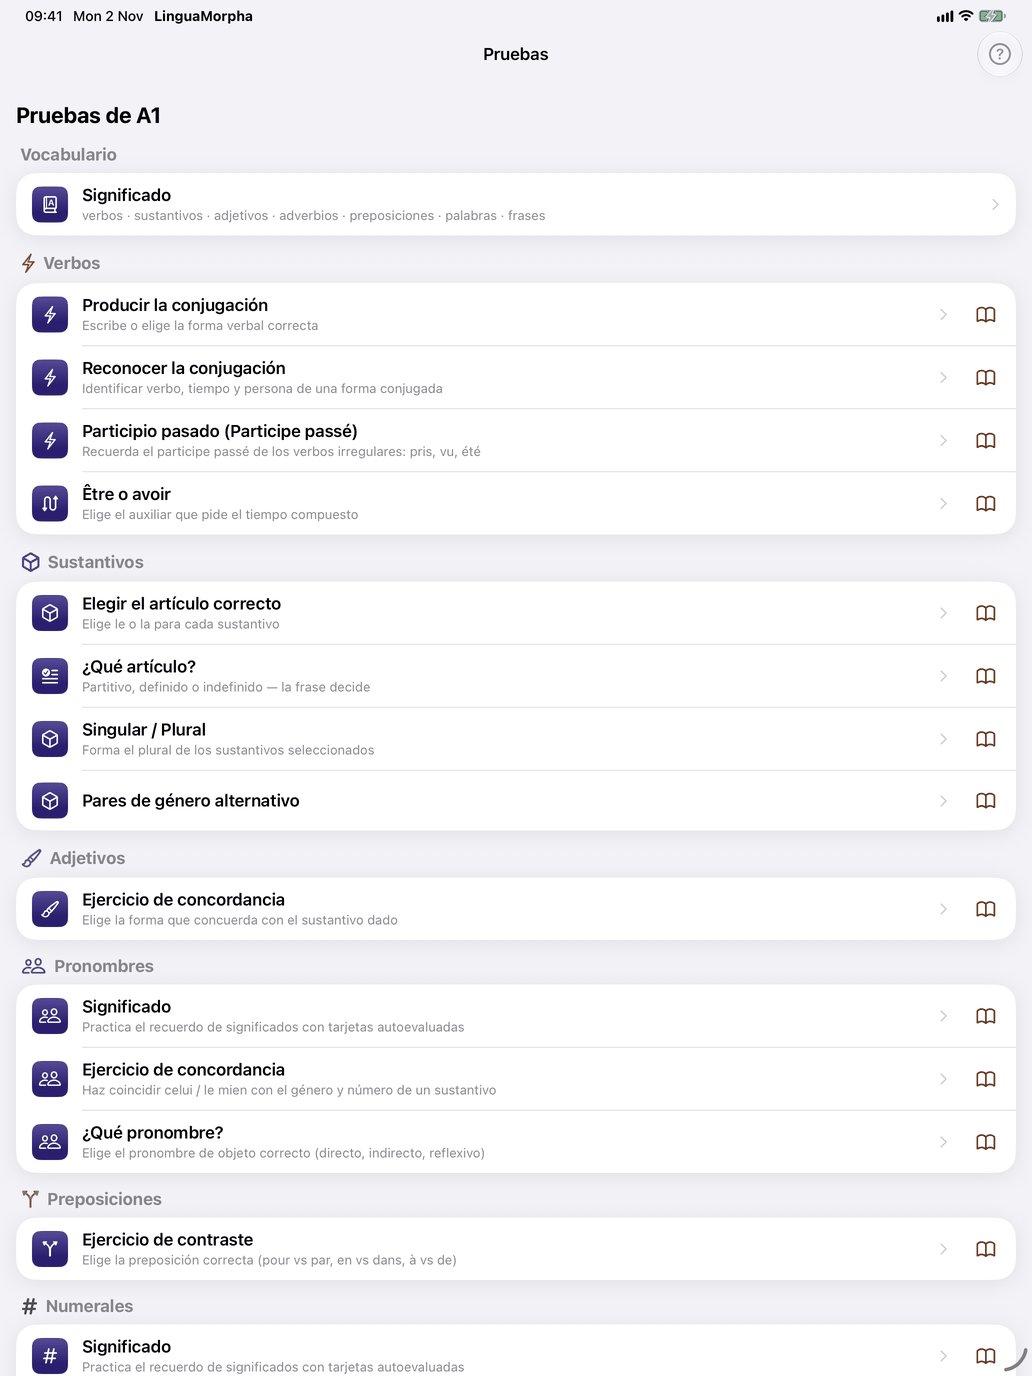 09:41 Mon 2 Nov LinguaMorpha
Pruebas
Pruebas de A1
Vocabulario
Significado
verbos · sustantivos · adjetivos · adverbios · preposiciones · palabras · frases
Verbos
Producir la conjugación
Escribe o elige la forma verbal correcta
Reconocer la conjugación
Identificar verbo, tiempo y persona de una forma conjugada
Participio pasado (Participe passé)
Recuerda el participe passé de los verbos irregulares: pris, vu, été
Être o avoir
Elige el auxiliar que pide el tiempo compuesto
Sustantivos
Elegir el artículo correcto
Elige le o la para cada sustantivo
¿Qué artículo?
Partitivo, definido o indefinido — la frase decide
Singular / Plural
Forma el plural de los sustantivos seleccionados
Pares de género alternativo
Adjetivos
Ejercicio de concordancia
Elige la forma que concuerda con el sustantivo dado
Pronombres
Significado
Practica el recuerdo de significados con tarjetas autoevaluadas
Ejercicio de concordancia
Haz coincidir celui / le mien con el género y número de un sustantivo
¿Qué pronombre?
Elige el pronombre de objeto correcto (directo, indirecto, reflexivo)
Preposiciones
Ejercicio de contraste
Elige la preposición correcta (pour vs par, en vs dans, à vs de)
# Numerales
# Significado
Practica el recuerdo de significados con tarjetas autoevaluadas